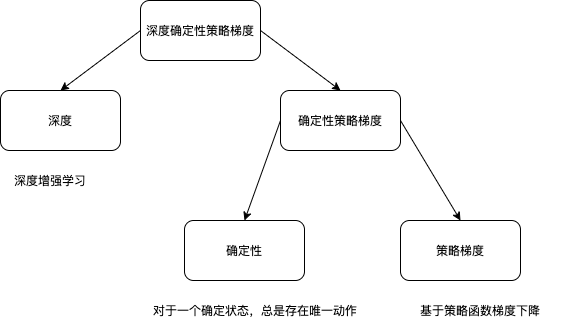 深度确定性策略梯度
深度
确定性策略梯度
深度增强学习
确定性
策略梯度
对于一个确定状态，总是存在唯一动作
基于策略函数梯度下降